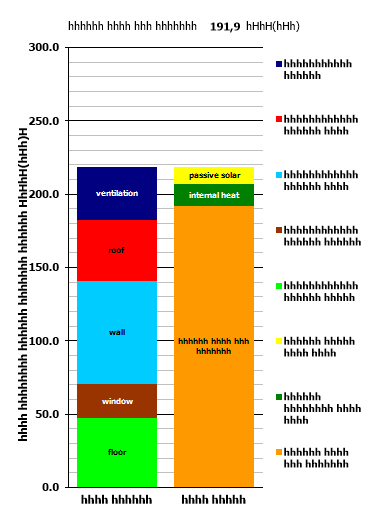 hhhhhh hhhh hhh hhhhhhh 191,9 hHhH(hHh)
hhhh hhhhhhhh hhhhhh hhhhhhh hhhhhh HhHhH(hHh)H
300.0
250.0
200.0
150.0
100.0
50.0
0.0
ventilation
roof
wall
window
floor
passive solar
internal heat
hhhhhh hhhh hhh
hhhhhhh
hhhh hhhhhh
hhhh hhhhh
hhhhhhhhhhh
hhhhhh
hhhhhhhhhhhh
hhhhhh hhhh
hhhhhhhhhhhh
hhhhhh hhhh
hhhhhhhhhhhh
hhhhhh hhhhhh
hhhhhhhhhhhh
hhhhhh hhhhh
hhhhhh hhhhh
hhhh hhhh
hhhhhh
hhhhhhhh hhhh
hhhh
hhhhhh hhhh
hhh hhhhhhh